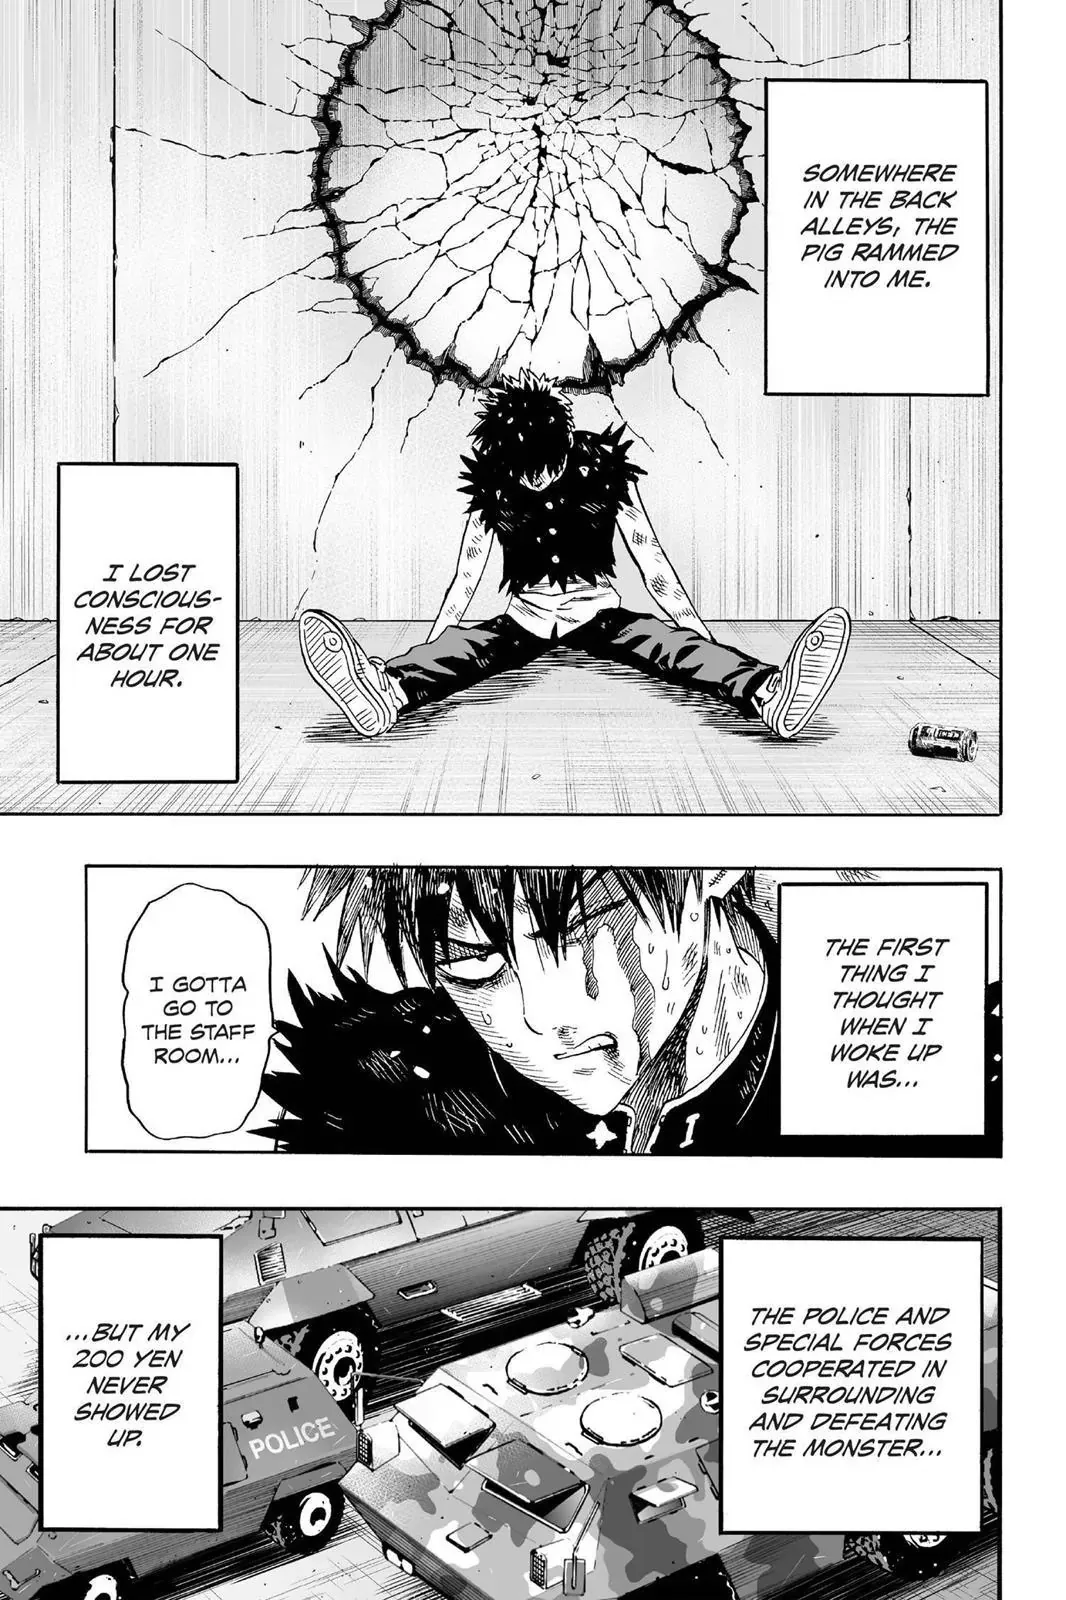 SOMEWHERE
IN THE BACK
ALLEYS, THE
PIG RAMMED
INTO ME.
I LOST
CONSCIOUS-
NESS FOR
ABOUT ONE
HOUR.
THE FIRST
THING I
THOUGHT
WHEN I
WOKE UP
WAS...
I GOTTA
GO TO
THE STAFF
ROOM...
I
THE POLICE AND
SPECIAL FORCES
COOPERATED IN
SURROUNDING
AND DEFEATING
THE MONSTER...
...BUT MY
200 YEN
NEVER
SHOWED
UP.
POLICE